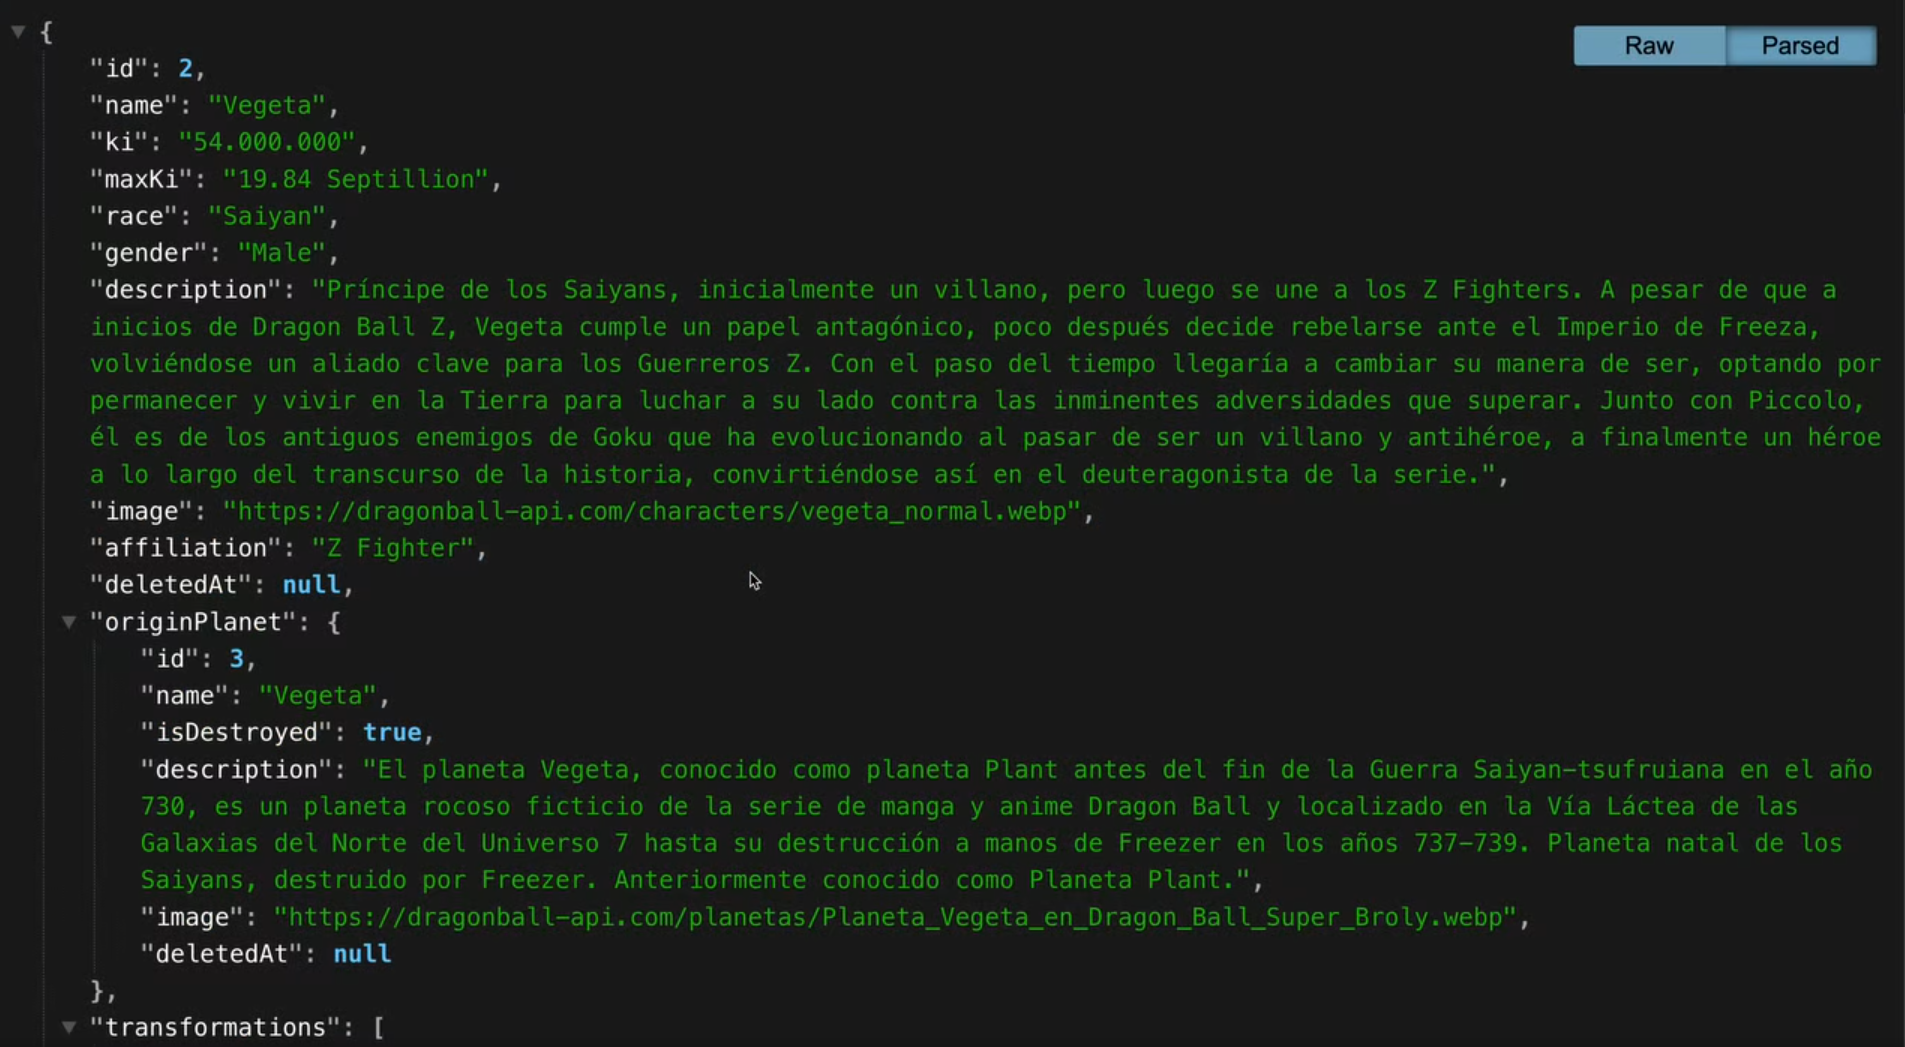 {
Raw Parsed
"id": 2,
"name": "Vegeta",
"ki": "54.000.000",
"maxKi": "19.84 Septillion",
"race": "Saiyan",
"gender": "Male",
"description": "Príncipe de los Saiyans, inicialmente un villano, pero luego se une a los Z Fighters. A pesar de que a
inicios de Dragon Ball Z, Vegeta cumple un papel antagónico, poco después decide rebelarse ante el Imperio de Freeza,
volviéndose un aliado clave para los Guerreros Z. Con el paso del tiempo llegaría a cambiar su manera de ser, optando por
permanecer y vivir en la Tierra para luchar a su lado contra las inminentes adversidades que superar. Junto con Piccolo,
él es de los antiguos enemigos de Goku que ha evolucionando al pasar de ser un villano y antihéroe, a finalmente un héroe
a lo largo del transcurso de la historia, convirtiéndose así en el deuteragonista de la serie.",
"image": "https://dragonball-api.com/characters/vegeta_normal.webp",
"affiliation": "Z Fighter",
"deletedAt": null,
"originPlanet": {
"id": 3,
"name": "Vegeta",
"isDestroyed": true,
"description": "El planeta Vegeta, conocido como planeta Plant antes del fin de la Guerra Saiyan-tsufruiana en el año
730, es un planeta rocoso ficticio de la serie de manga y anime Dragon Ball y localizado en la Vía Láctea de las
Galaxias del Norte del Universo 7 hasta su destrucción a manos de Freezer en los años 737-739. Planeta natal de los
Saiyans, destruido por Freezer. Anteriormente conocido como Planeta Plant.",
"image": "https://dragonball-api.com/planetas/Planeta_Vegeta_en_Dragon_Ball_Super_Broly.webp",
"deletedAt": null
},
"transformations": [